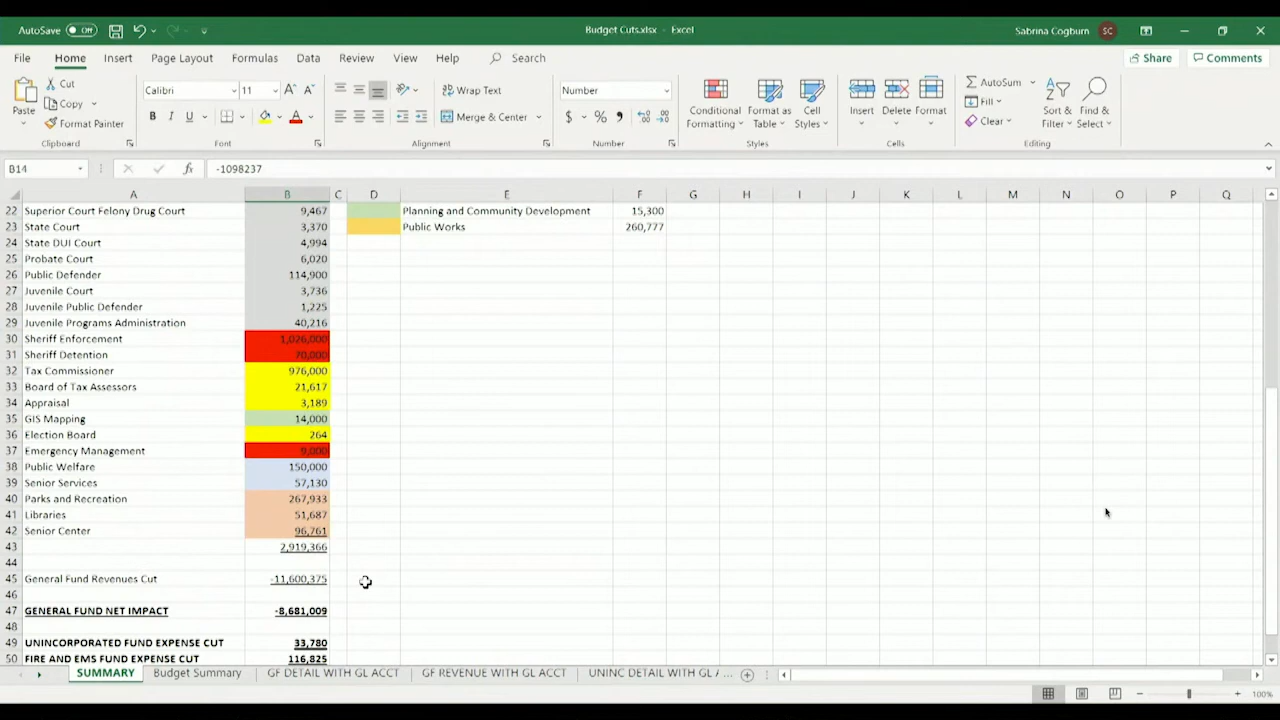 AutoSave Off Budget Cuts.xlsx - Excel Sabrina Cogburn SC
File Home Insert Page Layout Formulas Data Review View Help Search Share Comments
Paste Cut Copy Format Painter Clipboard
Calibri 11 B I U A Font
Wrap Text Merge & Center Alignment
Number $ % Number
Conditional Formatting Format as Table Cell Styles Styles
Insert Delete Format Cells
AutoSum Fill Clear Sort & Filter Find & Select Editing
B14 fx -1098237
A B C D E F G H I J K L M N O P Q
22 Superior Court Felony Drug Court 9,467 Planning and Community Development 15,300
23 State Court 3,370 Public Works 260,777
24 State DUI Court 4,994
25 Probate Court 6,020
26 Public Defender 114,900
27 Juvenile Court 3,736
28 Juvenile Public Defender 1,225
29 Juvenile Programs Administration 40,216
30 Sheriff Enforcement 1,026,000
31 Sheriff Detention 70,000
32 Tax Commissioner 976,000
33 Board of Tax Assessors 21,617
34 Appraisal 3,189
35 GIS Mapping 14,000
36 Election Board 264
37 Emergency Management 9,000
38 Public Welfare 150,000
39 Senior Services 57,130
40 Parks and Recreation 267,933
41 Libraries 51,687
42 Senior Center 96,761
43 2,919,366
44
45 General Fund Revenues Cut -11,600,375
46
47 GENERAL FUND NET IMPACT -8,681,009
48
49 UNINCORPORATED FUND EXPENSE CUT 33,780
50 FIRE AND EMS FUND EXPENSE CUT 116,825
SUMMARY Budget Summary GF DETAIL WITH GL ACCT GF REVENUE WITH GL ACCT UNINC DETAIL WITH GL A ...
100%